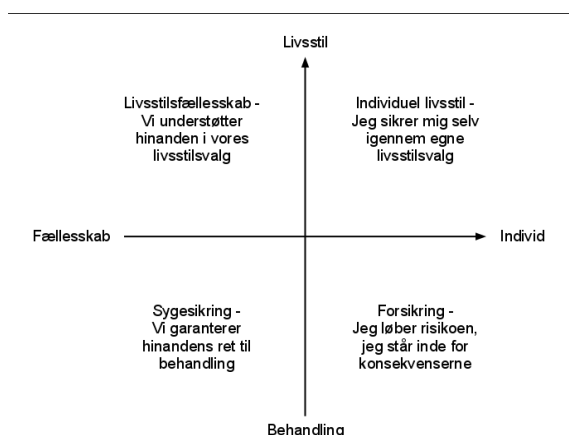 Livsstil
Livsstilsfællesskab -
Vi understøtter
hinanden i vores
livsstilsvalg
Individuel livsstil -
Jeg sikrer mig selv
igennem egne
livsstilsvalg
Fællesskab
Individ
Sygesikring -
Vi garanterer
hinandens ret til
behandling
Forsikring -
Jeg løber risikoen,
jeg står inde for
konsekvenserne
Behandling